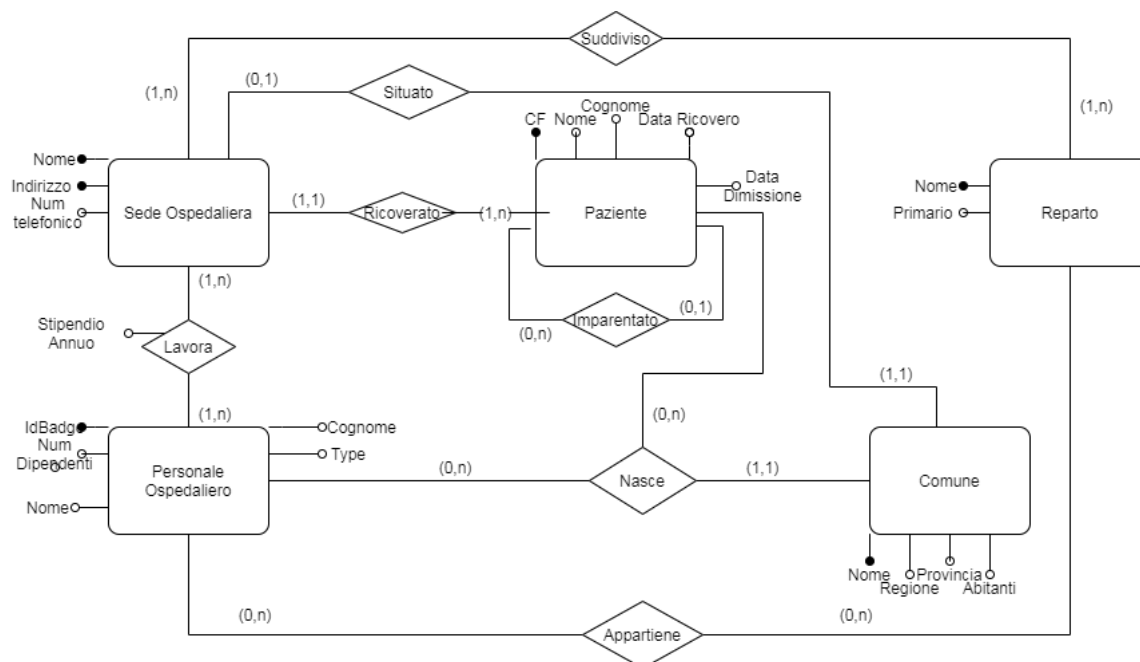 Suddiviso
(0,1)
Situato
(1,n)
(1,n)
Cognome
CF
Nome
Data Ricovero
Nome
Indirizzo
Num
telefonico
Sede Ospedaliera
(1,1)
Ricoverato
(1,n)
Paziente
Data
Dimissione
Nome
Primario
Reparto
(1,n)
(0,n)
Imparentato
(0,1)
Stipendio
Annuo
Lavora
(1,1)
(1,n)
(0,n)
IdBadge
Num
Dipendenti
Nome
Personale
Ospedaliero
Cognome
Type
(0,n)
Nasce
(1,1)
Comune
Nome
Regione
Provincia
Abitanti
(0,n)
Appartiene
(0,n)